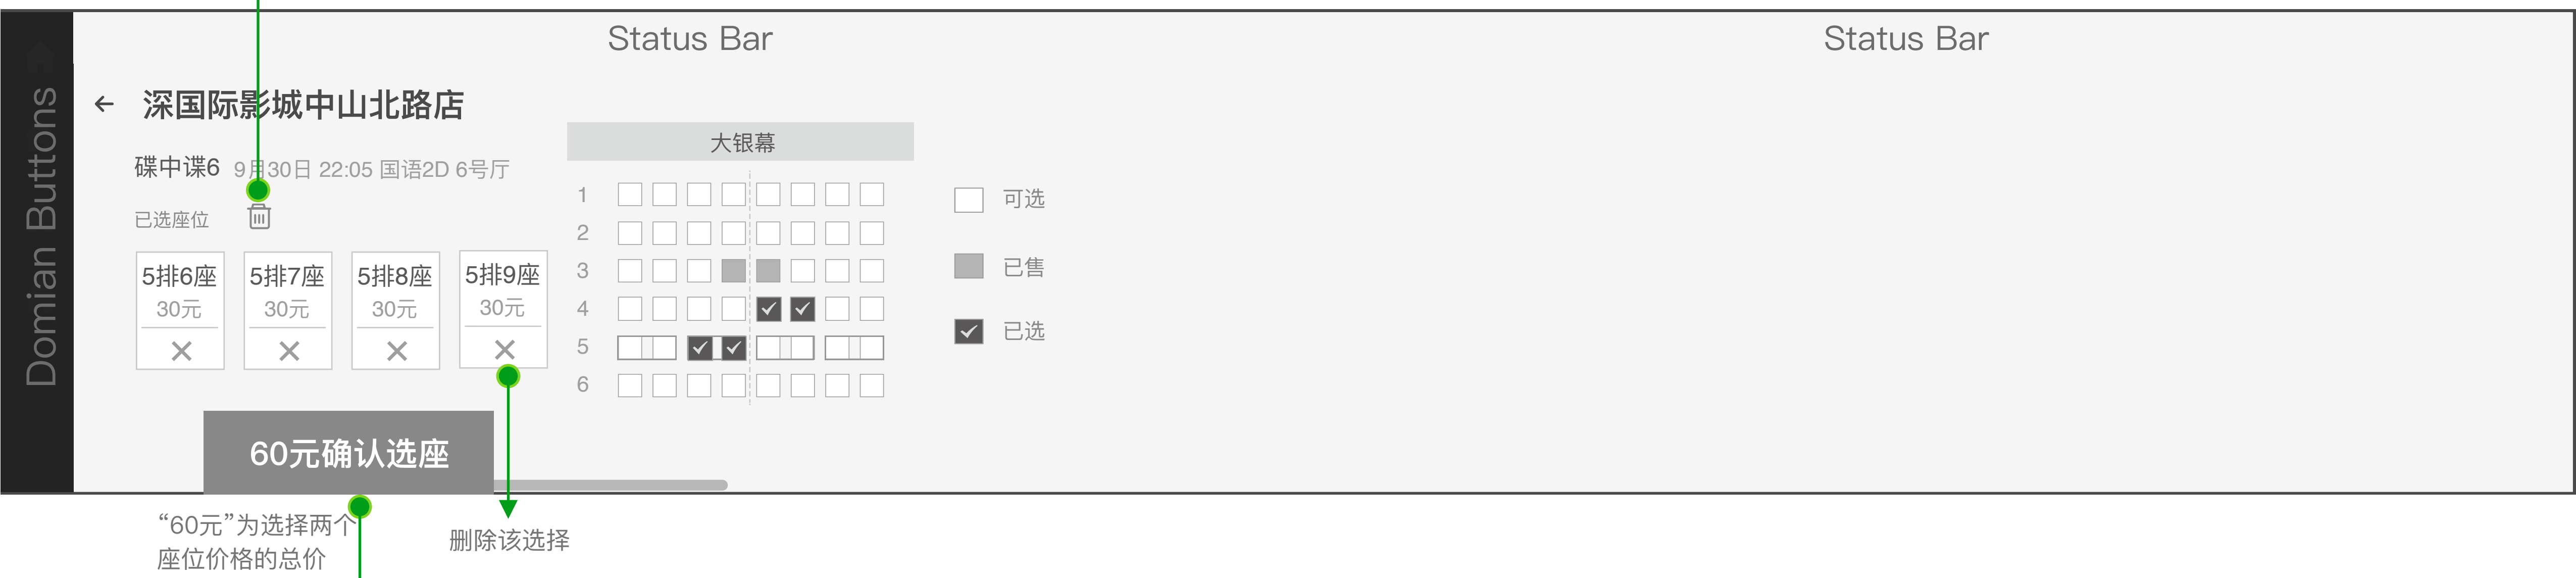 Status Bar
Status Bar
Domian Buttons
深国际影城中山北路店
碟中谍6 9月30日 22:05 国语2D 6号厅
已选座位
5排6座 5排7座 5排8座 5排9座
30元 30元 30元 30元
60元确认选座
大银幕
1
2
3
4
5
6
可选
已售
已选
“60元”为选择两个
座位价格的总价
删除该选择